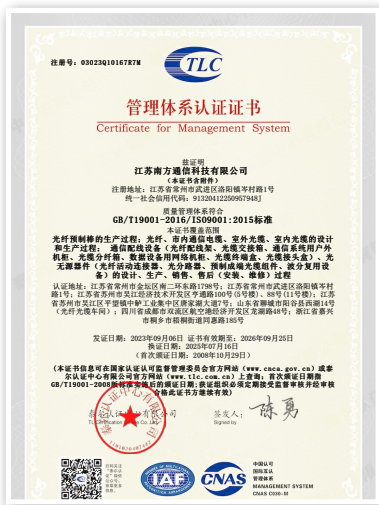 注册号：03023Q10167R7M
TLC
管理体系认证证书
Certificate for Management System
兹证明
江苏南方通信科技有限公司
（本证书含附件）
注册地址：江苏省常州市武进区洛阳镇岑村路1号
统一社会信用代码：91320412250957948J
质量管理体系符合
GB/T19001-2016/ISO9001:2015标准
本证书覆盖范围
光纤预制棒的生产过程；光纤、市内通信电缆、室外光缆、室内光缆的设计
和生产过程； 通信配线设备（光纤配线架、光缆交接箱、通信系统用户外
机柜、光缆分纤箱、数据设备用网络机柜、光缆终端盒、光缆接头盒）、光
无源器件（光纤活动连接器、光分路器、预制成端光缆组件、波分复用设
备）的设计、生产、销售、售后（安装、维修）过程
认证地址：江苏省常州市金坛区南二环东路1798号；江苏省常州市武进区洛阳镇岑村
路1号；江苏省苏州市吴江经济技术开发区亨通路100号(5号楼)、88号(11号楼)；江苏
省苏州市吴江区平望镇中鲈工业集中区唐家湖大道7号；山东省聊城市阳谷县西湖14号
(光纤光缆车间)；四川省成都市双流区航空港经济开发区龙湖路48号；浙江省嘉兴
市桐乡市梧桐街道同惠路185号
发证日期：2023年09月06日 证书有效期至：2026年09月25日
换证日期：2025年07月16日
（首次颁证日期：2008年10月29日）
（本证书信息可在国家认证认可监督管理委员会官方网站（www.cnca.gov.cn）或泰
尔认证中心有限公司官方网站（www.tlc.com.cn）上查询；首次颁证日期指
GB/T19001-2008版标准实施后的颁证日期;获证组织必须定期接受监督审核并经审核
合格此证书方继续有效）
泰尔认证中心有限公司
签发人：
陈勇
Signed by
IAF
CNAS
中国认可
国际互认
管理体系
MANAGEMENT SYSTEM
CNAS C030-M